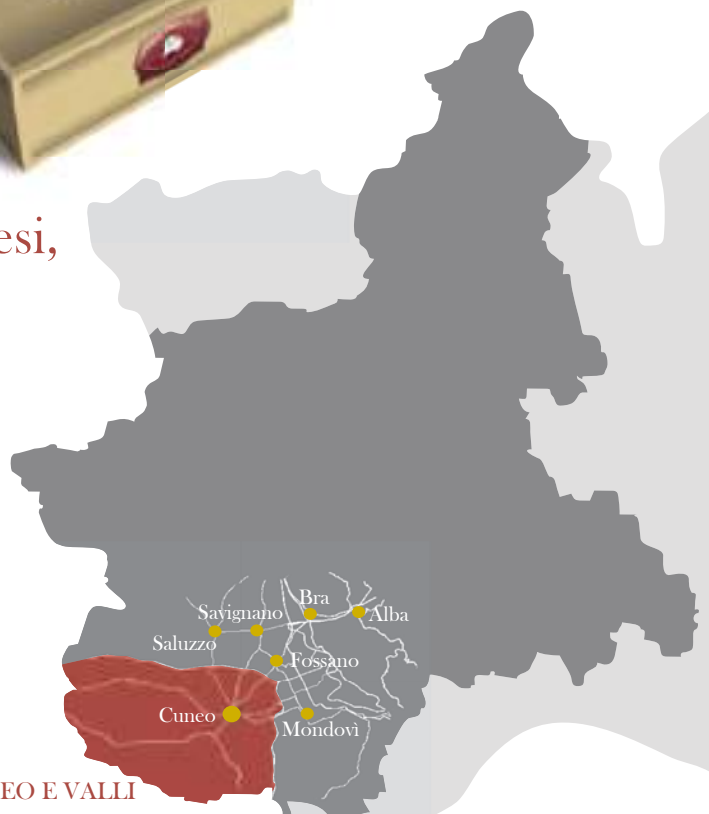 esi,
Bra
Savignano
Alba
Saluzzo
Fossano
Cuneo
Mondovì
EO E VALLI